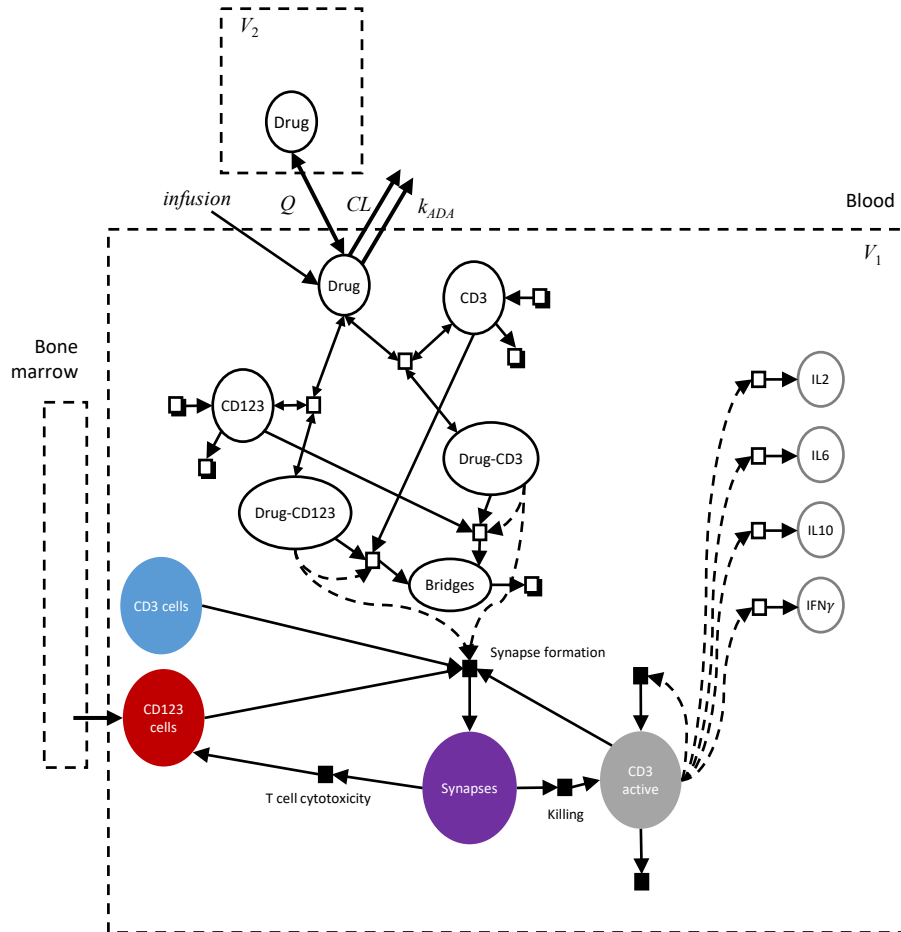 V₂
Drug
infusion
Q
CL
k_ADA
Blood
V₁
Drug
CD3
Bone
marrow
IL2
CD123
Drug-CD3
IL6
Drug-CD123
IL10
Bridges
CD3 cells
IFNγ
Synapse formation
CD123
cells
CD3
active
Synapses
T cell cytotoxicity
Killing